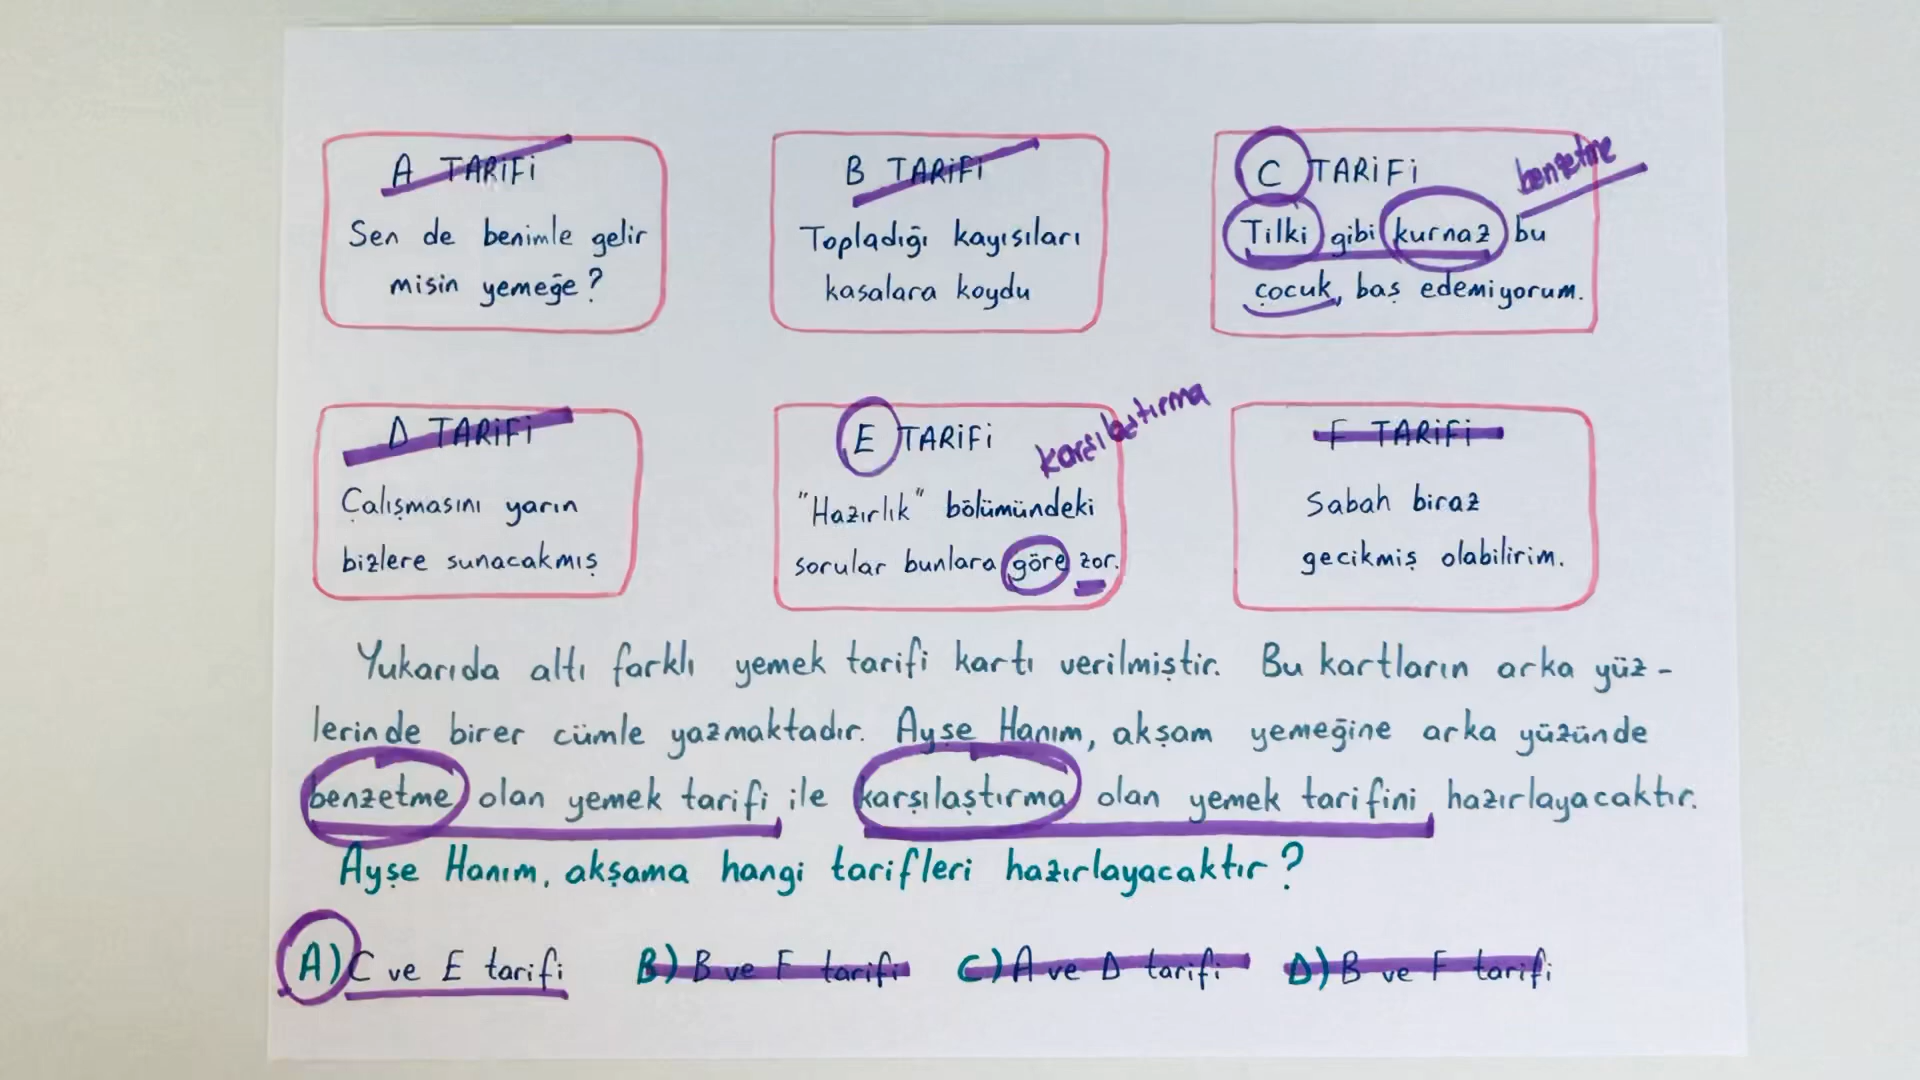 A TARİFİ
Sen de benimle gelir
misin yemeğe?
B TARİFİ
Topladığı kayısıları
kasalara koydu
C TARİFİ
benzetme
Tilki gibi kurnaz bu
çocuk, baş edemiyorum.
D TARİFİ
Çalışmasını yarın
bizlere sunacakmış
E TARİFİ
karşılaştırma
"Hazırlık" bölümündeki
sorular bunlara göre zor.
F TARİFİ
Sabah biraz
gecikmiş olabilirim.
Yukarıda altı farklı yemek tarifi kartı verilmiştir. Bu kartların arka yüz-
lerinde birer cümle yazmaktadır. Ayşe Hanım, akşam yemeğine arka yüzünde
benzetme olan yemek tarifi ile karşılaştırma olan yemek tarifini hazırlayacaktır.
Ayşe Hanım, akşama hangi tarifleri hazırlayacaktır?
A) C ve E tarifi B) B ve F tarifi C) A ve D tarifi D) B ve F tarifi